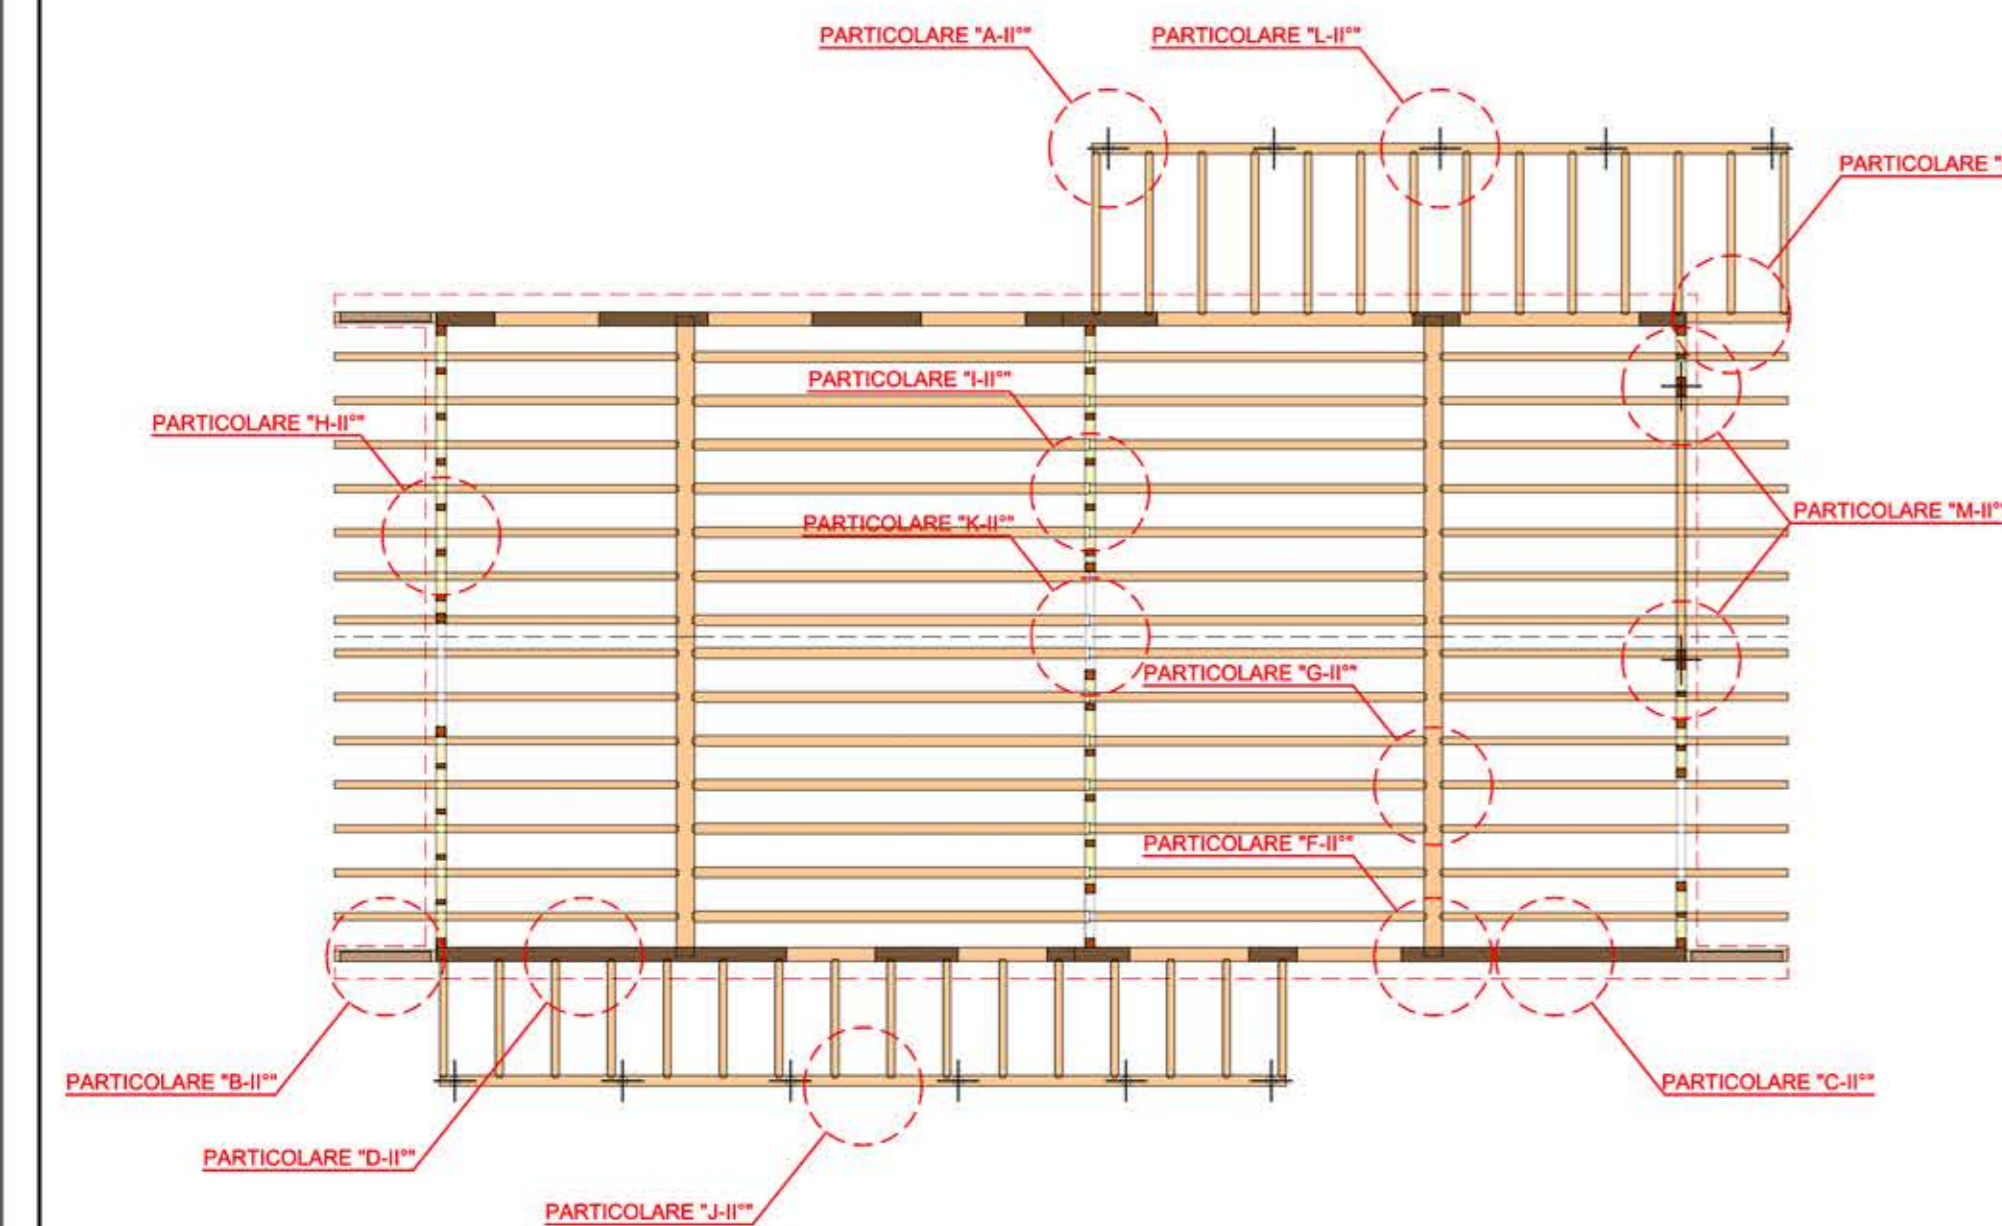 PARTICOLARE "A-II°"
PARTICOLARE "L-II°"
PARTICOLARE "
PARTICOLARE "I-II°"
PARTICOLARE "H-II°"
PARTICOLARE "K-II°"
PARTICOLARE "M-II°"
PARTICOLARE "G-II°"
PARTICOLARE "F-II°"
PARTICOLARE "B-II°"
PARTICOLARE "C-II°"
PARTICOLARE "D-II°"
PARTICOLARE "J-II°"